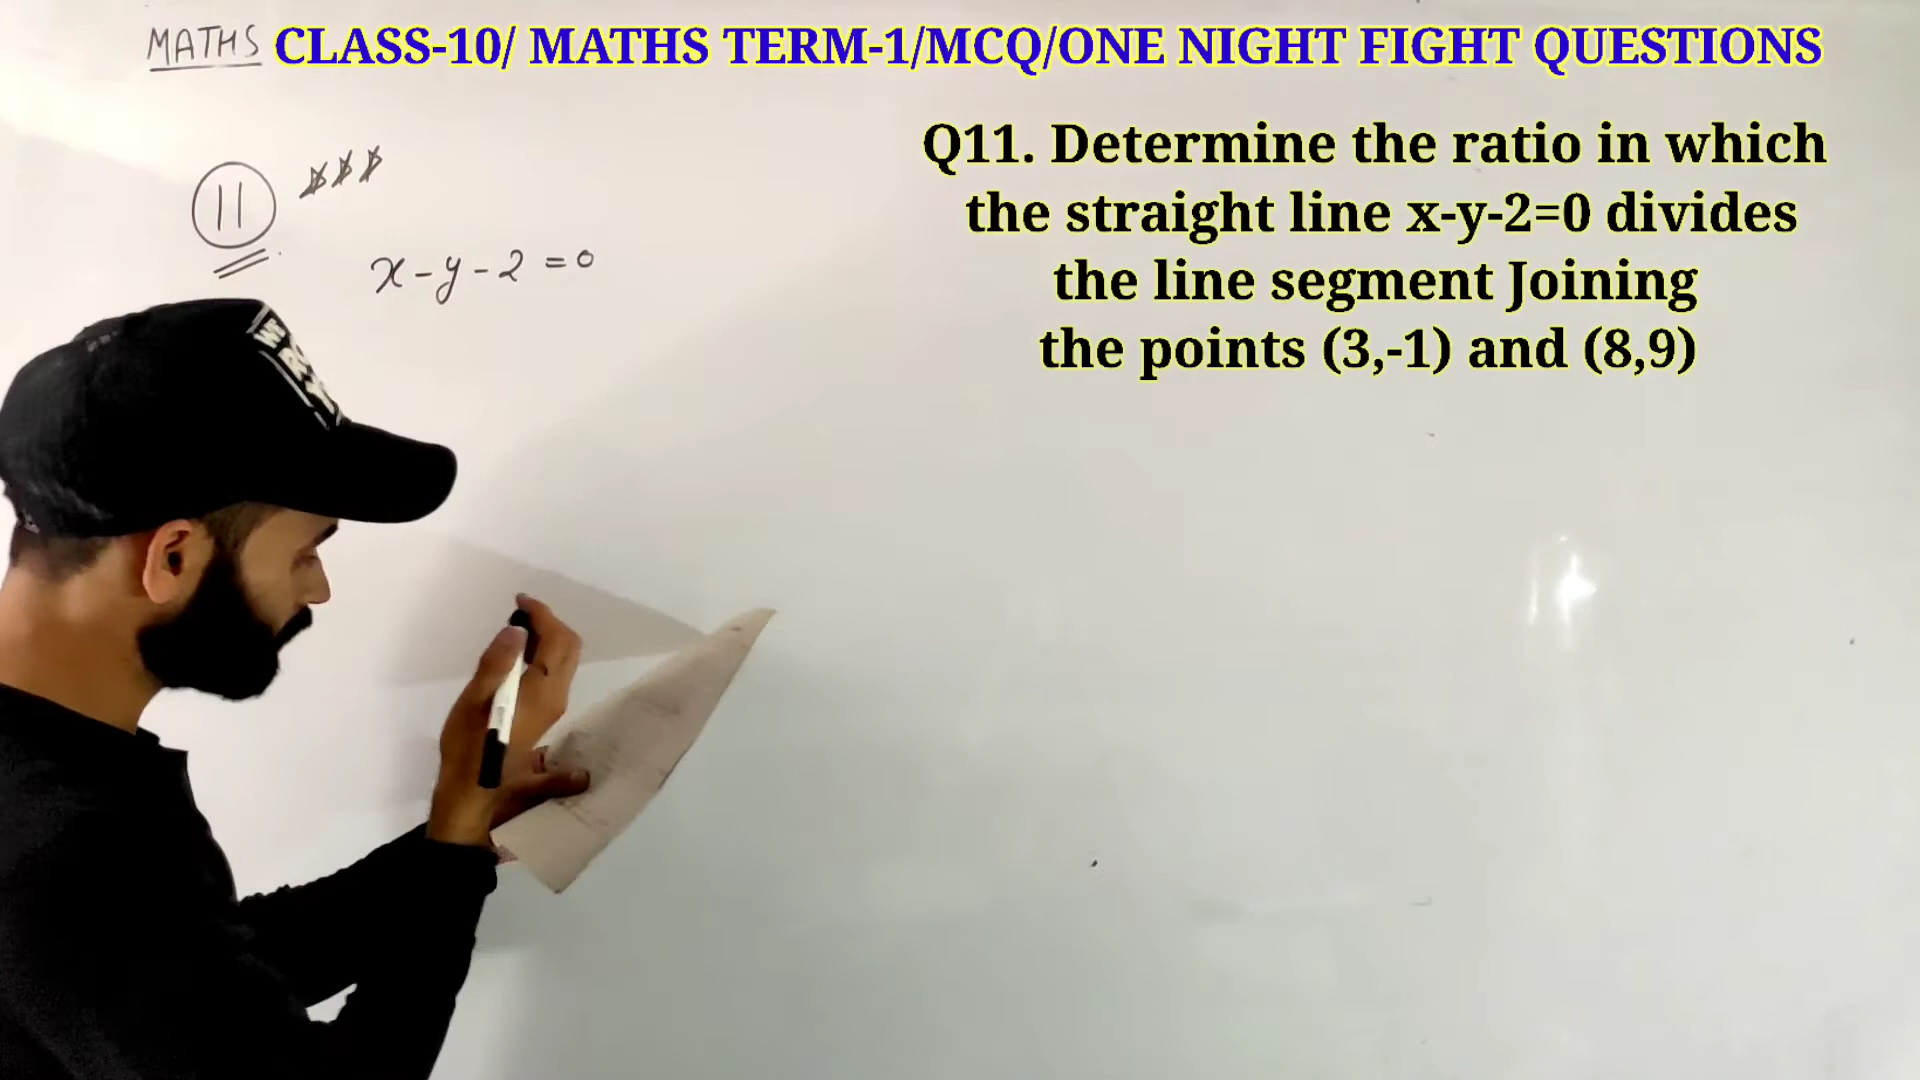 MATHS CLASS-10/ MATHS TERM-1/MCQ/ONE NIGHT FIGHT QUESTIONS
Q11. Determine the ratio in which
the straight line x-y-2=0 divides
the line segment Joining
the points (3,-1) and (8,9)
11
x-y-2=0